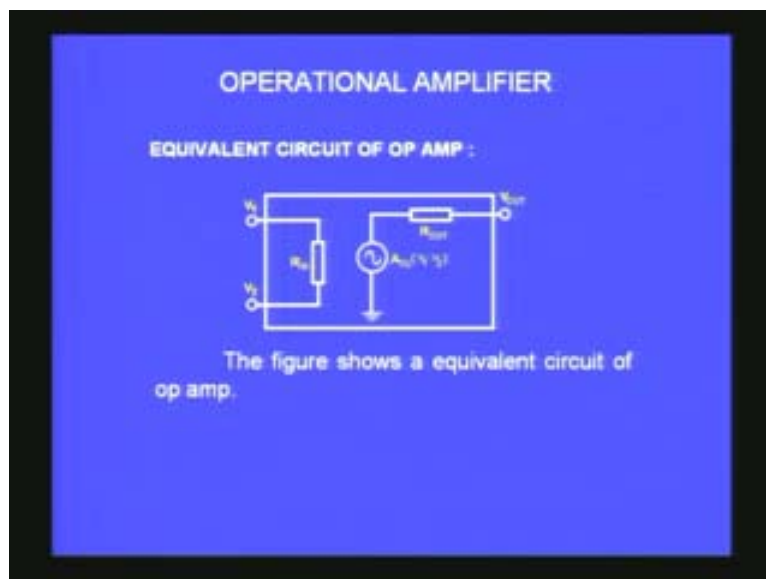 OPERATIONAL AMPLIFIER
EQUIVALENT CIRCUIT OF OP AMP :
V1
VOUT
ROUT
RIN
V2
The figure shows a equivalent circuit of
op amp.